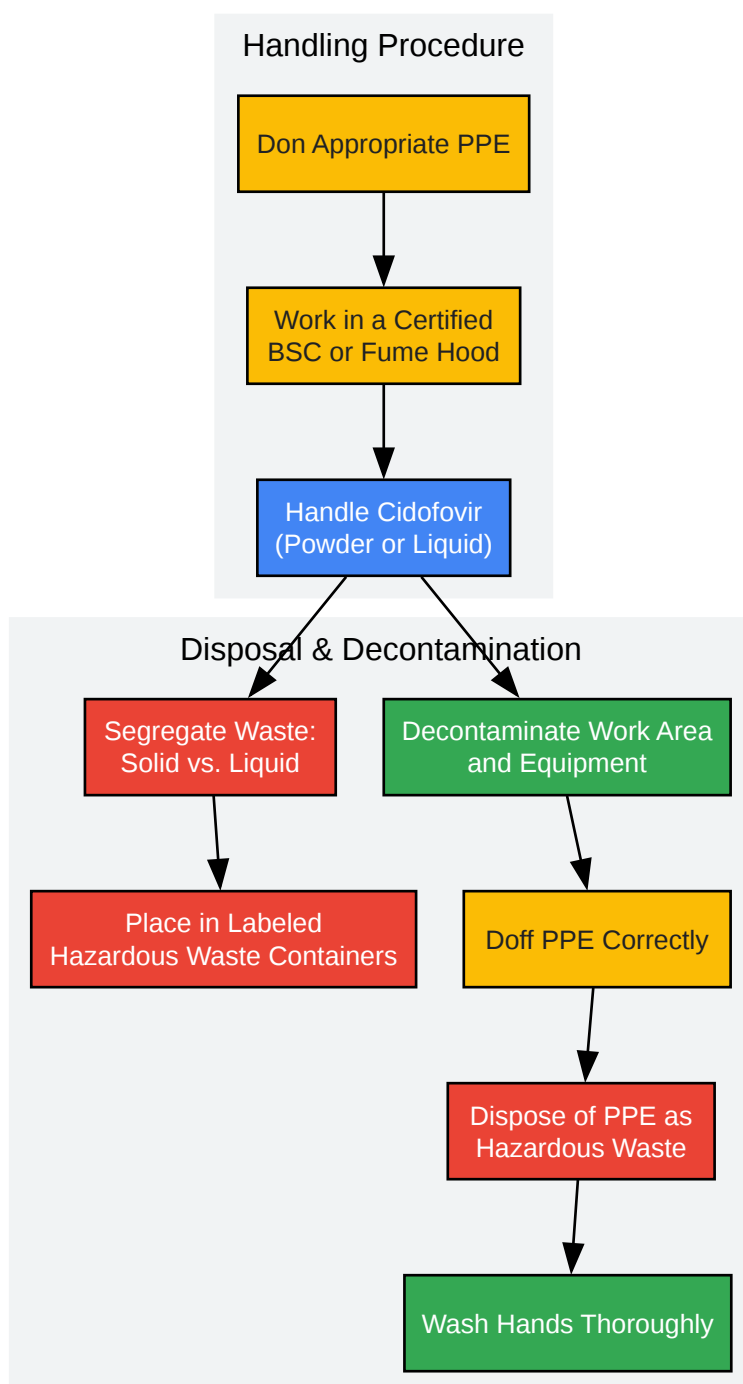 Handling Procedure
Don Appropriate PPE
Work in a Certified
BSC or Fume Hood
Handle Cidofovir
(Powder or Liquid)
Disposal & Decontamination
Segregate Waste:
Solid vs. Liquid
Decontaminate Work Area
and Equipment
Place in Labeled
Hazardous Waste Containers
Doff PPE Correctly
Dispose of PPE as
Hazardous Waste
Wash Hands Thoroughly